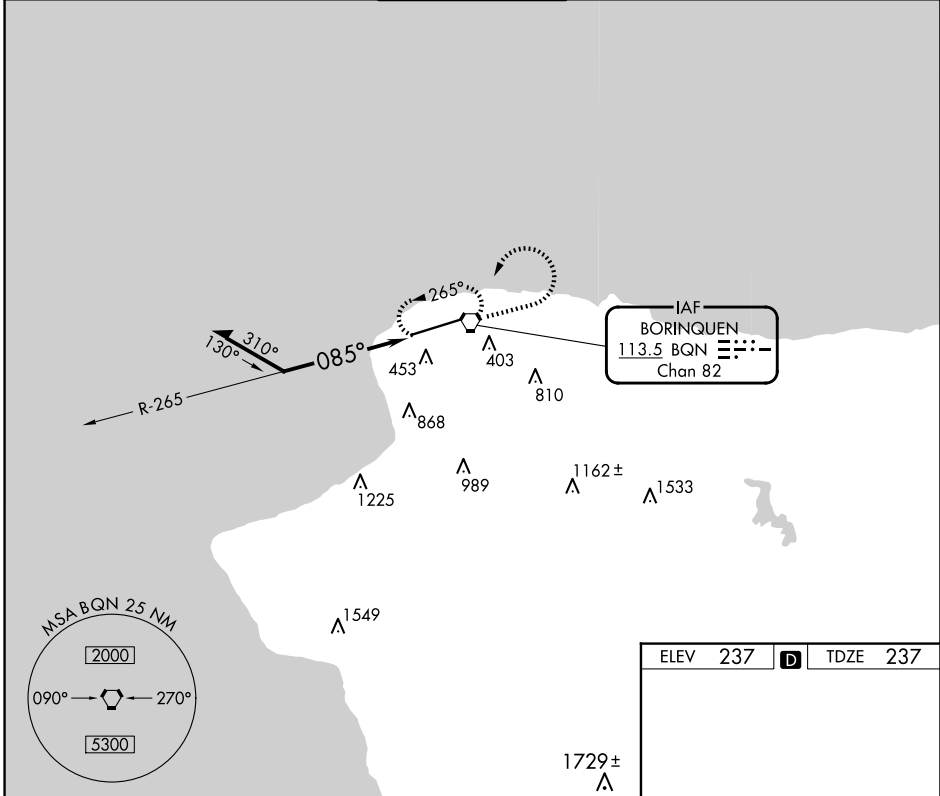 265°
IAF
BORINQUEN
113.5 BQN
Chan 82
310°
130°
085°
R-265
453
403
810
868
989
1162±
1533
1225
1549
MSA BQN 25 NM
2000
090°
270°
5300
ELEV 237 D TDZE 237
1729±